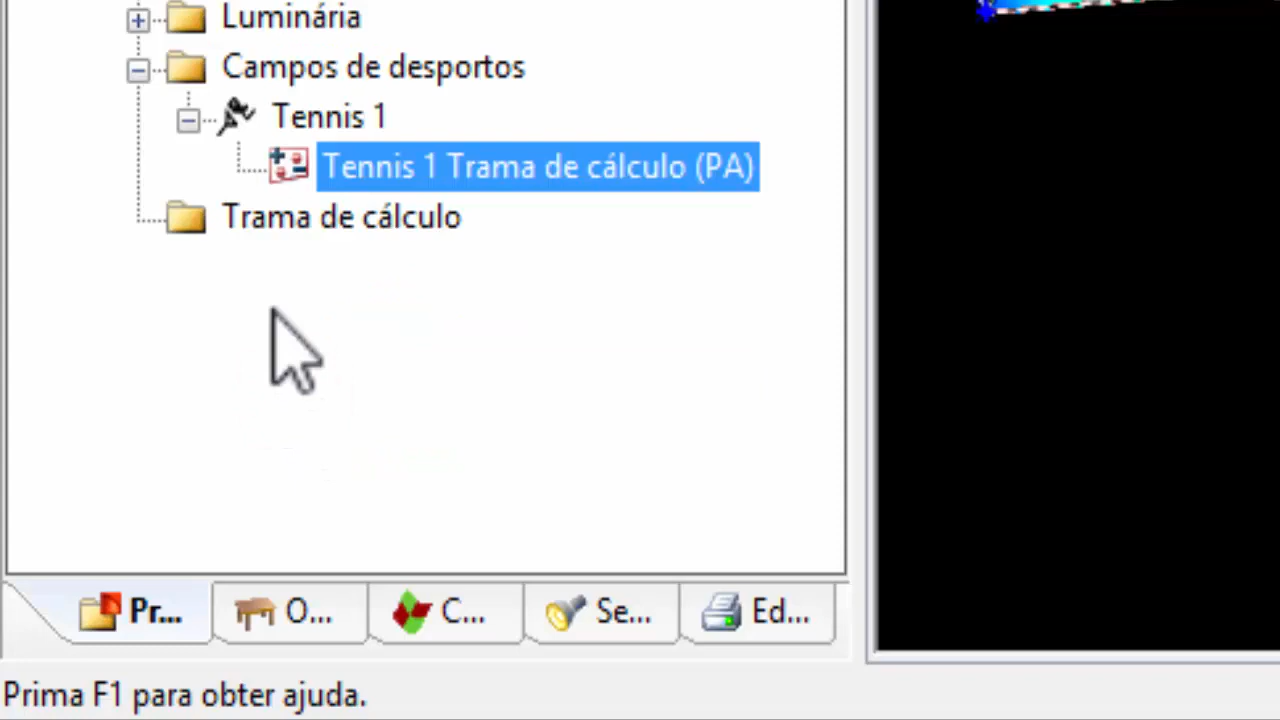 Luminária
Campos de desportos
Tennis 1
Tennis 1 Trama de cálculo (PA)
Trama de cálculo
Pr... O... C... Se... Ed...
Prima F1 para obter ajuda.